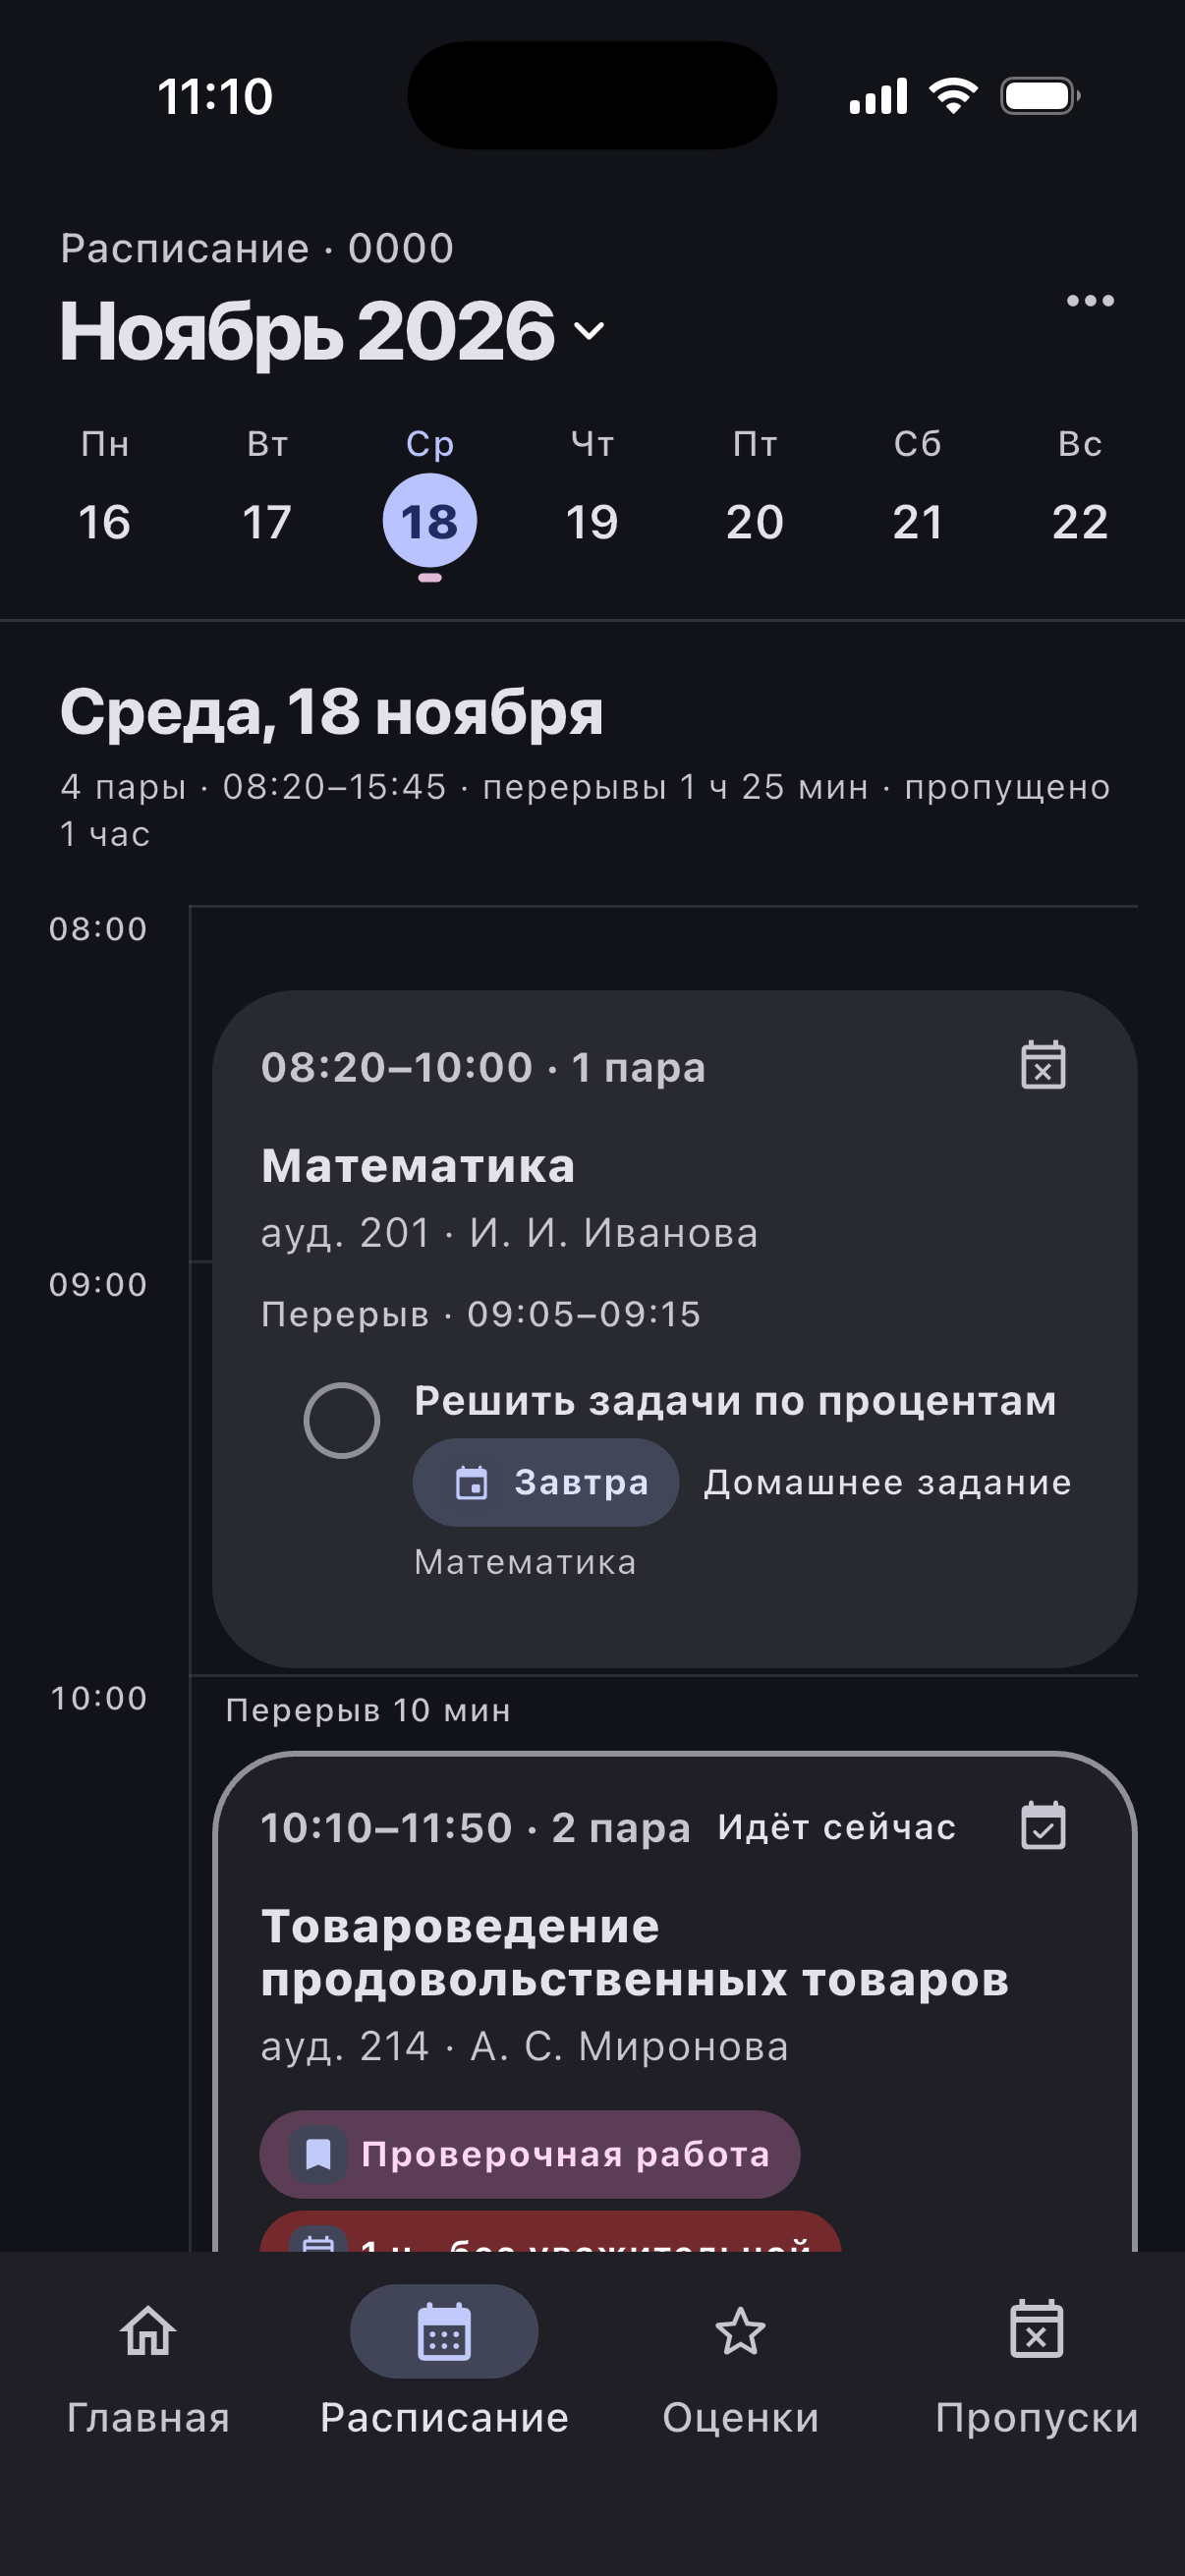 11:10
Расписание · 0000
Ноябрь 2026
Пн Вт Ср Чт Пт Сб Вс
16 17 18 19 20 21 22
Среда, 18 ноября
4 пары · 08:20–15:45 · перерывы 1 ч 25 мин · пропущено
1 час
08:00
08:20–10:00 · 1 пара
Математика
ауд. 201 · И. И. Иванова
09:00
Перерыв · 09:05–09:15
Решить задачи по процентам
Завтра Домашнее задание
Математика
10:00
Перерыв 10 мин
10:10–11:50 · 2 пара Идёт сейчас
Товароведение
продовольственных товаров
ауд. 214 · А. С. Миронова
Проверочная работа
Главная Расписание Оценки Пропуски